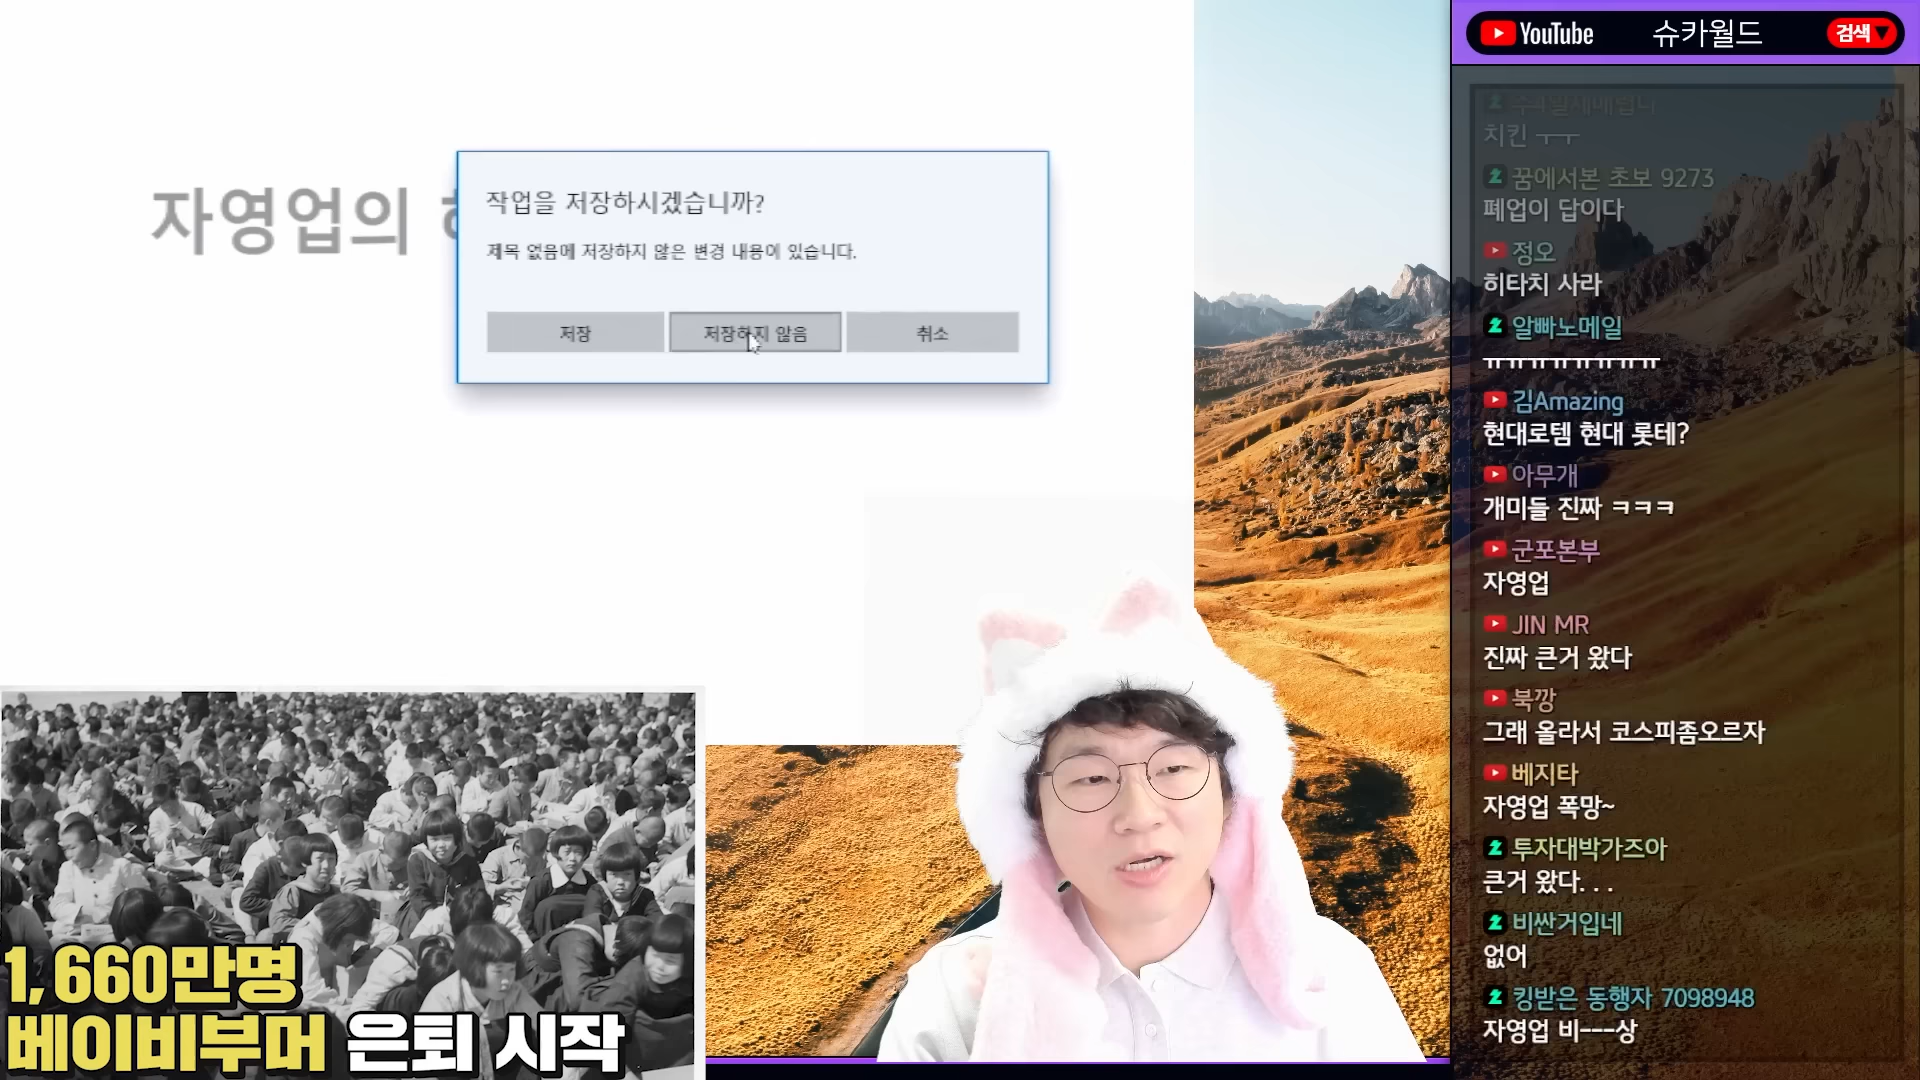 YouTube
슈카월드
검색▼
자영업의
작업을 저장하시겠습니까?
제목 없음에 저장하지 않은 변경 내용이 있습니다.
저장
저장하지 않음
취소
1,660만명
베이비부머 은퇴 시작
치킨 ㅜㅜ
꿈에서본 초보 9273
폐업이 답이다
정오
히타치 사라
알빠노메일
ㅠㅠㅠㅠㅠㅠㅠㅠㅠ
김Amazing
현대로템 현대 롯테?
아무개
개미들 진짜 ㅋㅋㅋ
군포본부
자영업
JIN MR
진짜 큰거 왔다
북깡
그래 올라서 코스피좀오르자
베지타
자영업 폭망~
투자대박가즈아
큰거 왔다. . .
비싼거입네
없어
킹받은 동행자 7098948
자영업 비---상